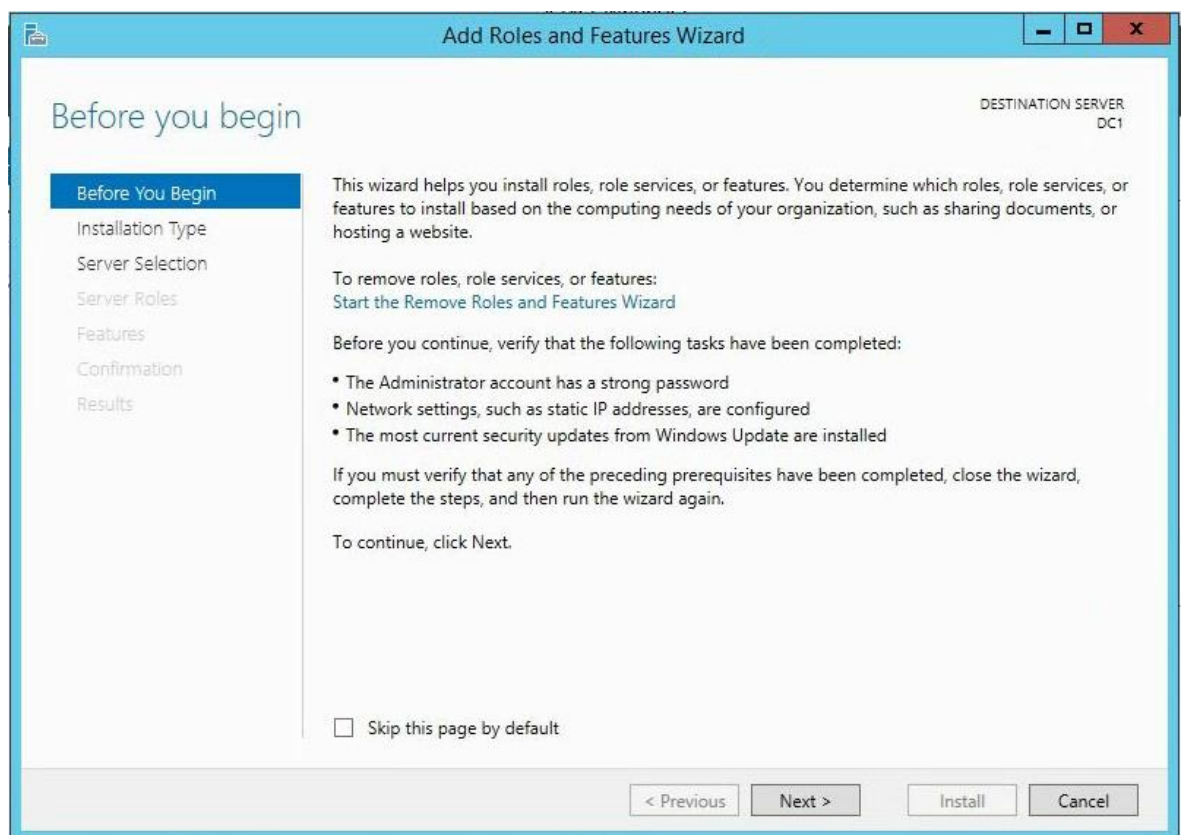 Add Roles and Features Wizard
Before you begin
DESTINATION SERVER
DC1
Before You Begin
Installation Type
Server Selection
Server Roles
Features
Confirmation
Results
This wizard helps you install roles, role services, or features. You determine which roles, role services, or
features to install based on the computing needs of your organization, such as sharing documents, or
hosting a website.
To remove roles, role services, or features:
Start the Remove Roles and Features Wizard
Before you continue, verify that the following tasks have been completed:
• The Administrator account has a strong password
• Network settings, such as static IP addresses, are configured
• The most current security updates from Windows Update are installed
If you must verify that any of the preceding prerequisites have been completed, close the wizard,
complete the steps, and then run the wizard again.
To continue, click Next.
Skip this page by default
< Previous
Next >
Install
Cancel